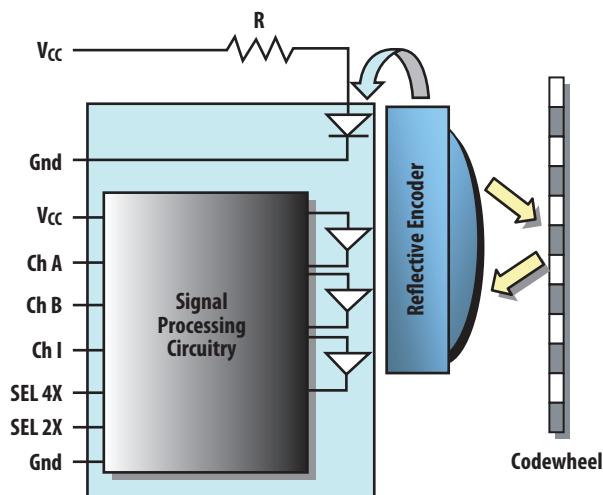 R
Vcc
Gnd
Vcc
Ch A
Ch B
Ch I
SEL 4X
SEL 2X
Gnd
Signal
Processing
Circuitry
Reflective Encoder
Codewheel